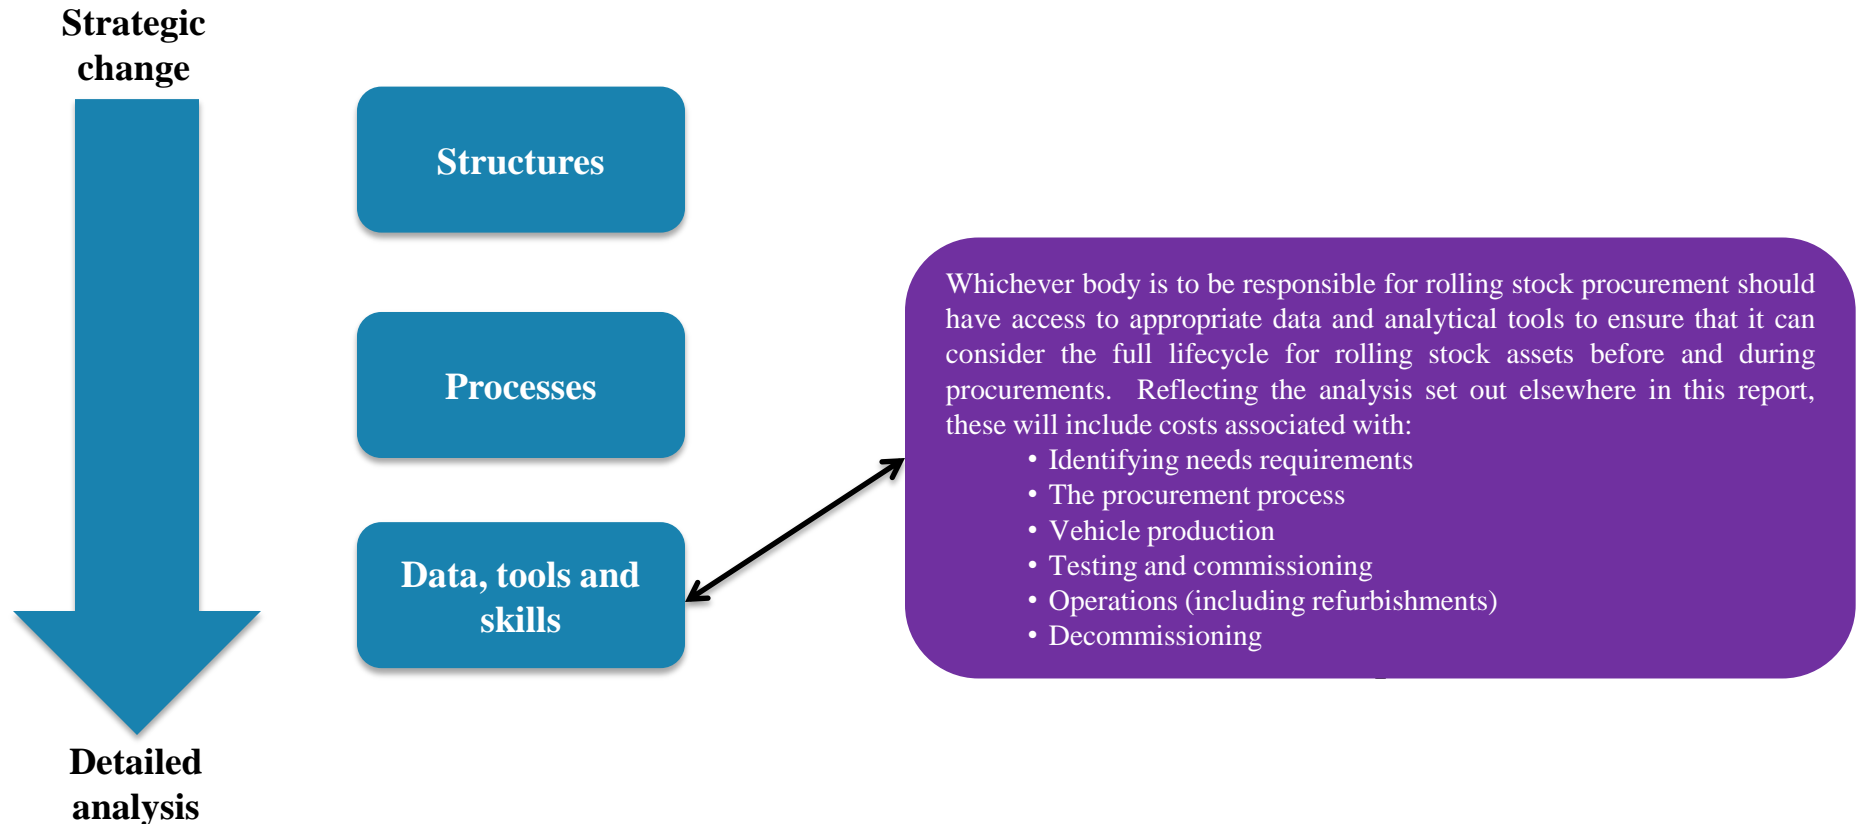 Strategic
change
Structures
Processes
Data, tools and
skills
Detailed
analysis
Whichever body is to be responsible for rolling stock procurement should
have access to appropriate data and analytical tools to ensure that it can
consider the full lifecycle for rolling stock assets before and during
procurements.  Reflecting the analysis set out elsewhere in this report,
these will include costs associated with:
• Identifying needs requirements
• The procurement process
• Vehicle production
• Testing and commissioning
• Operations (including refurbishments)
• Decommissioning